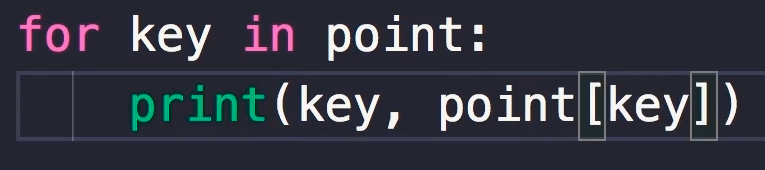 for key in point:
    print(key, point[key])